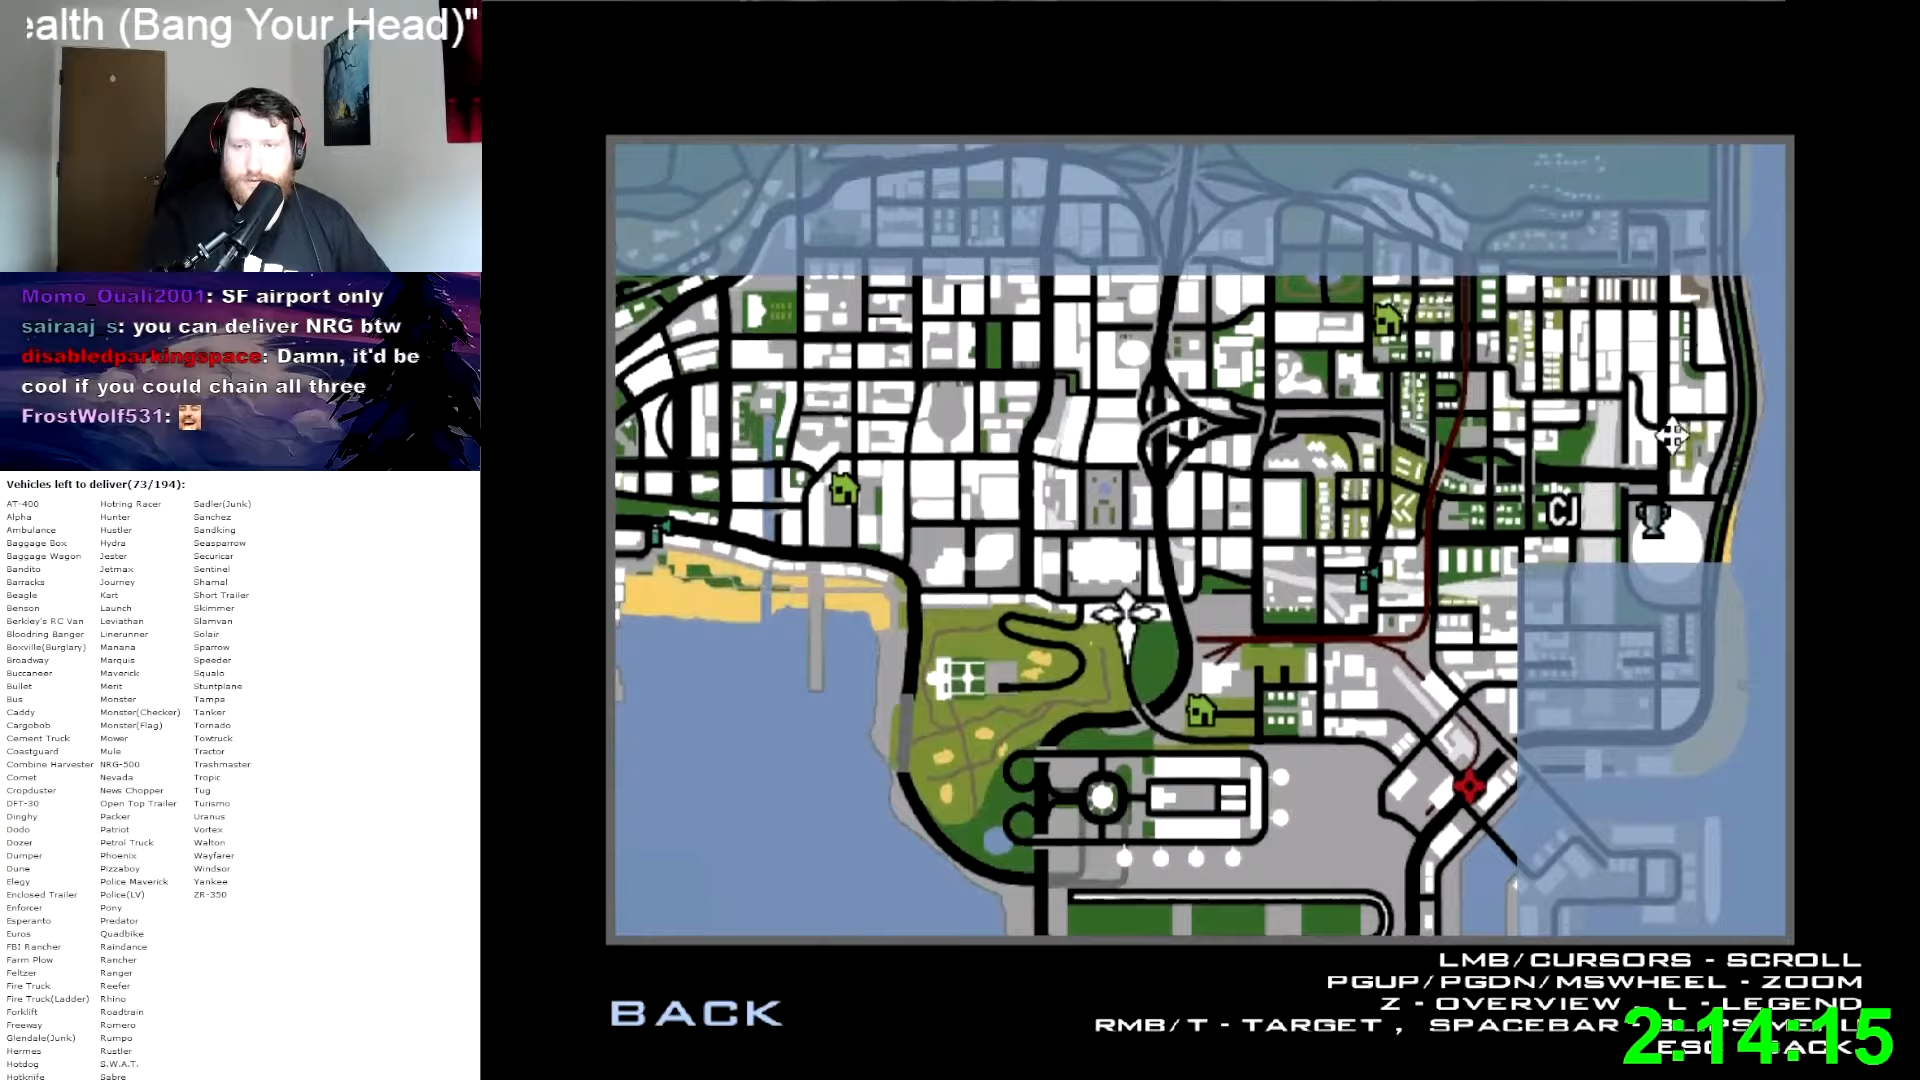 ealth (Bang Your Head)"
Momo_Ouali2001: SF airport only
sairaaj_s: you can deliver NRG btw
disabledparkingspace: Damn, it'd be
cool if you could chain all three
FrostWolf531:
Vehicles left to deliver(73/194):
AT-400 Hotring Racer Sadler(Junk)
Alpha Hunter Sanchez
Ambulance Hustler Sandking
Baggage Box Hydra Seasparrow
Baggage Wagon Jester Securicar
Bandito Jetmax Sentinel
Barracks Journey Shamal
Beagle Kart Short Trailer
Benson Launch Skimmer
Berkley's RC Van Leviathan Slamvan
Bloodring Banger Linerunner Solair
Boxville(Burglary) Manana Sparrow
Broadway Marquis Speeder
Buccaneer Maverick Squalo
Bullet Merit Stuntplane
Bus Monster Tampa
Caddy Monster(Checker) Tanker
Cargobob Monster(Flag) Tornado
Cement Truck Mower Towtruck
Coastguard Mule Tractor
Combine Harvester NRG-500 Trashmaster
Comet Nevada Tropic
Cropduster News Chopper Tug
DFT-30 Open Top Trailer Turismo
Dinghy Packer Uranus
Dodo Patriot Vortex
Dozer Petrol Truck Walton
Dumper Phoenix Wayfarer
Dune Pizzaboy Windsor
Elegy Police Maverick Yankee
Enclosed Trailer Police(LV) ZR-350
Enforcer Pony
Esperanto Predator
Euros Quadbike
FBI Rancher Raindance
Farm Plow Rancher
Feltzer Ranger
Fire Truck Reefer
Fire Truck(Ladder) Rhino
Forklift Roadtrain
Freeway Romero
Glendale(Junk) Rumpo
Hermes Rustler
Hotdog S.W.A.T.
Hotknife Sabre
CJ
LMB/CURSORS - SCROLL
PGUP/PGDN/MSWHEEL - ZOOM
Z - OVERVIEW, L - LEGEND
RMB/T - TARGET, SPACEBAR
BACK
2:14:15